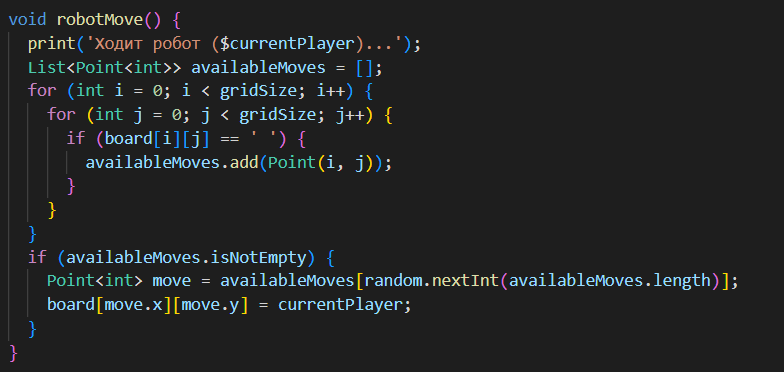 void robotMove() {
  print('Ходит робот ($currentPlayer)...');
  List<Point<int>> availableMoves = [];
  for (int i = 0; i < gridSize; i++) {
    for (int j = 0; j < gridSize; j++) {
      if (board[i][j] == ' ') {
        availableMoves.add(Point(i, j));
      }
    }
  }
  if (availableMoves.isNotEmpty) {
    Point<int> move = availableMoves[random.nextInt(availableMoves.length)];
    board[move.x][move.y] = currentPlayer;
  }
}